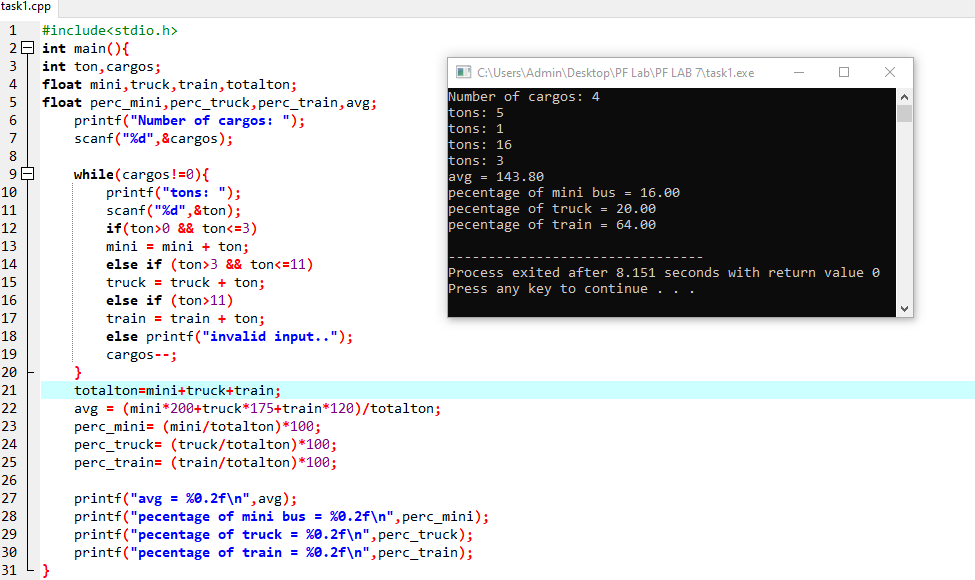 task1.cpp
1 #include<stdio.h>
2 int main(){
3 int ton,cargos;
4 float mini,truck,train,totalton;
5 float perc_mini,perc_truck,perc_train,avg;
6 printf("Number of cargos: ");
7 scanf("%d",&cargos);
8
9 while(cargos!=0){
10 printf("tons: ");
11 scanf("%d",&ton);
12 if(ton>0 && ton<=3)
13 mini = mini + ton;
14 else if (ton>3 && ton<=11)
15 truck = truck + ton;
16 else if (ton>11)
17 train = train + ton;
18 else printf("invalid input..");
19 cargos--;
20 }
21 totalton=mini+truck+train;
22 avg = (mini*200+truck*175+train*120)/totalton;
23 perc_mini= (mini/totalton)*100;
24 perc_truck= (truck/totalton)*100;
25 perc_train= (train/totalton)*100;
26
27 printf("avg = %0.2f\n",avg);
28 printf("pecentage of mini bus = %0.2f\n",perc_mini);
29 printf("pecentage of truck = %0.2f\n",perc_truck);
30 printf("pecentage of train = %0.2f\n",perc_train);
31 }
C:\Users\Admin\Desktop\PF Lab\PF LAB 7\task1.exe
Number of cargos: 4
tons: 5
tons: 1
tons: 16
tons: 3
avg = 143.80
pecentage of mini bus = 16.00
pecentage of truck = 20.00
pecentage of train = 64.00
--------------------------------
Process exited after 8.151 seconds with return value 0
Press any key to continue . . .